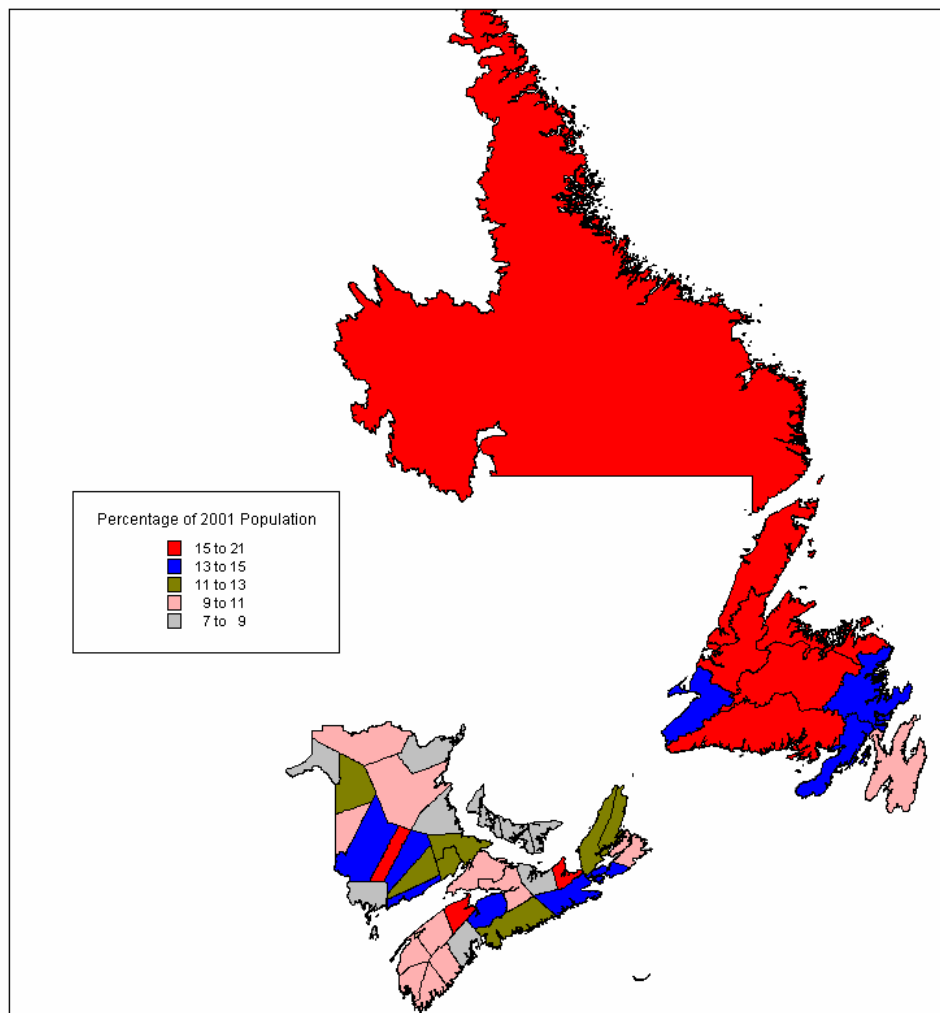 Percentage of 2001 Population
15 to 21
13 to 15
11 to 13
9 to 11
7 to 9